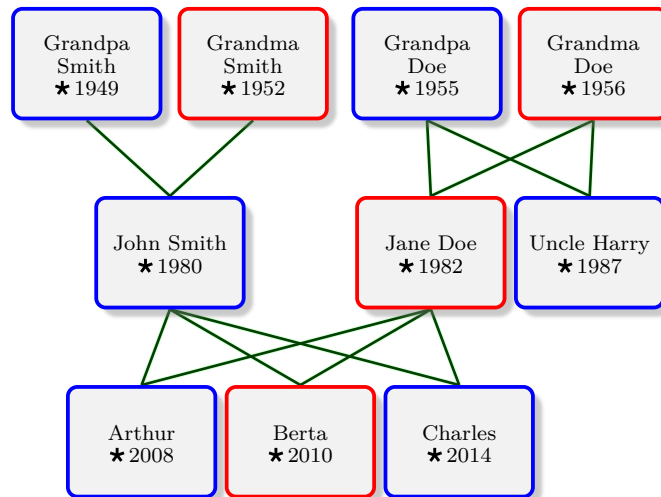 Grandpa
Smith
★ 1949
Grandma
Smith
★ 1952
Grandpa
Doe
★ 1955
Grandma
Doe
★ 1956
John Smith
★ 1980
Jane Doe
★ 1982
Uncle Harry
★ 1987
Arthur
★ 2008
Berta
★ 2010
Charles
★ 2014